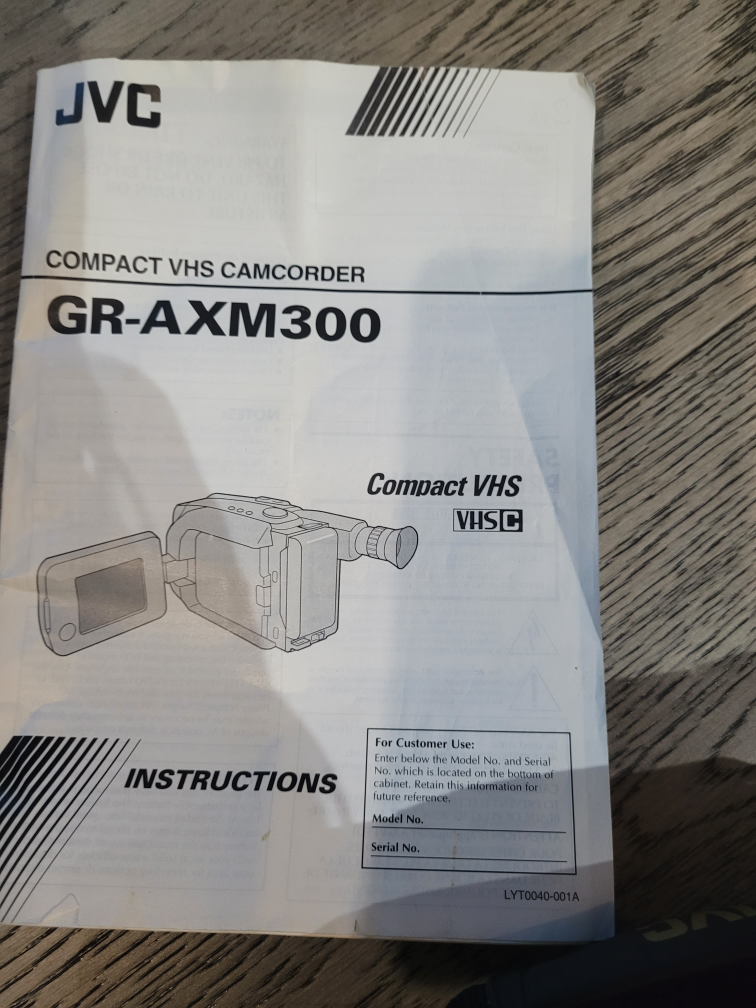 JVC
COMPACT VHS CAMCORDER
GR-AXM300
Compact VHS
VHS C
INSTRUCTIONS
For Customer Use:
Enter below the Model No. and Serial
No. which is located on the bottom of
cabinet. Retain this information for
future reference.
Model No.
Serial No.
LYT0040-001A
JVC